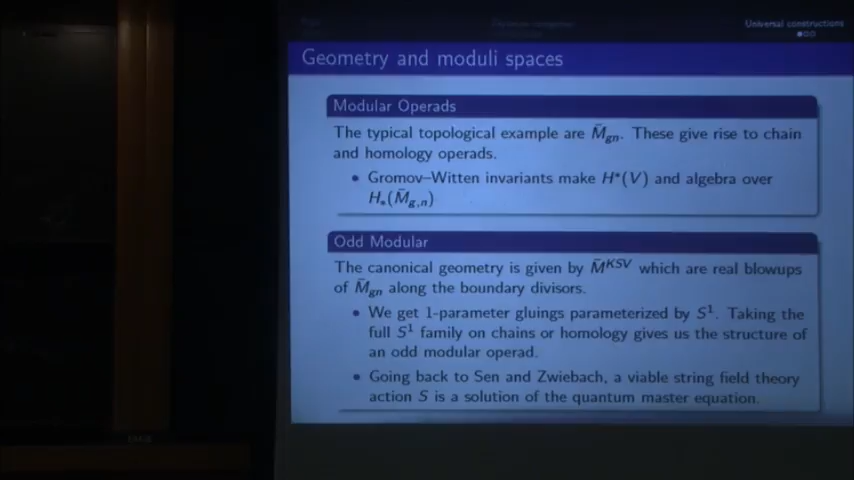 Universal constructions
Geometry and moduli spaces
Modular Operads
The typical topological example are M̄gn. These give rise to chain
and homology operads.
• Gromov–Witten invariants make H*(V) and algebra over
H*(M̄g,n)
Odd Modular
The canonical geometry is given by M̄KSV which are real blowups
of M̄gn along the boundary divisors.
• We get 1-parameter gluings parameterized by S¹. Taking the
full S¹ family on chains or homology gives us the structure of
an odd modular operad.
• Going back to Sen and Zwiebach, a viable string field theory
action S is a solution of the quantum master equation.